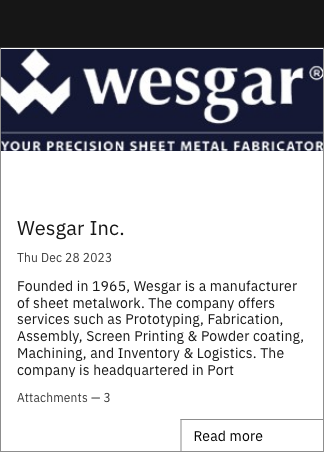 wesgar®
YOUR PRECISION SHEET METAL FABRICATOR
Wesgar Inc.
Thu Dec 28 2023
Founded in 1965, Wesgar is a manufacturer
of sheet metalwork. The company offers
services such as Prototyping, Fabrication,
Assembly, Screen Printing & Powder coating,
Machining, and Inventory & Logistics. The
company is headquartered in Port
Attachments — 3
Read more